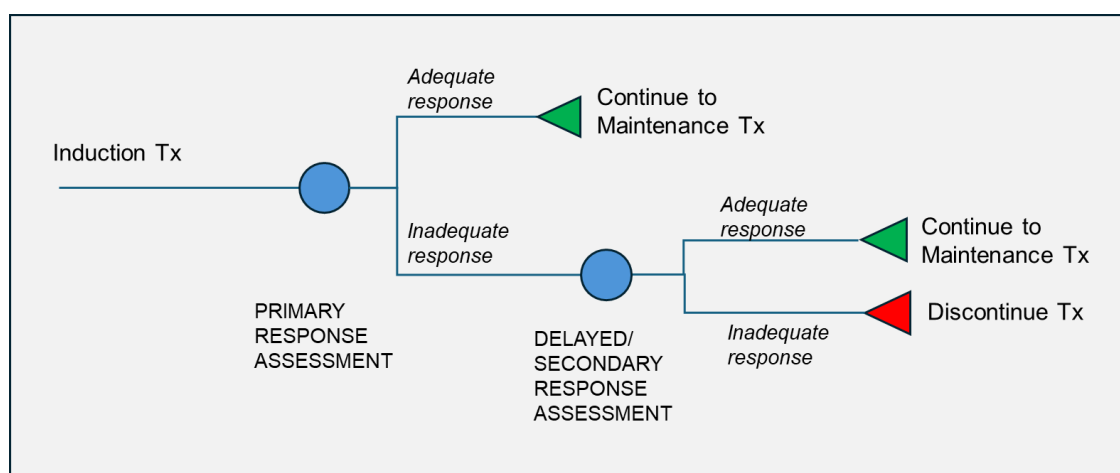 Induction Tx
PRIMARY
RESPONSE
ASSESSMENT
Adequate
response
Continue to
Maintenance Tx
Inadequate
response
DELAYED/
SECONDARY
RESPONSE
ASSESSMENT
Adequate
response
Continue to
Maintenance Tx
Inadequate
response
Discontinue Tx